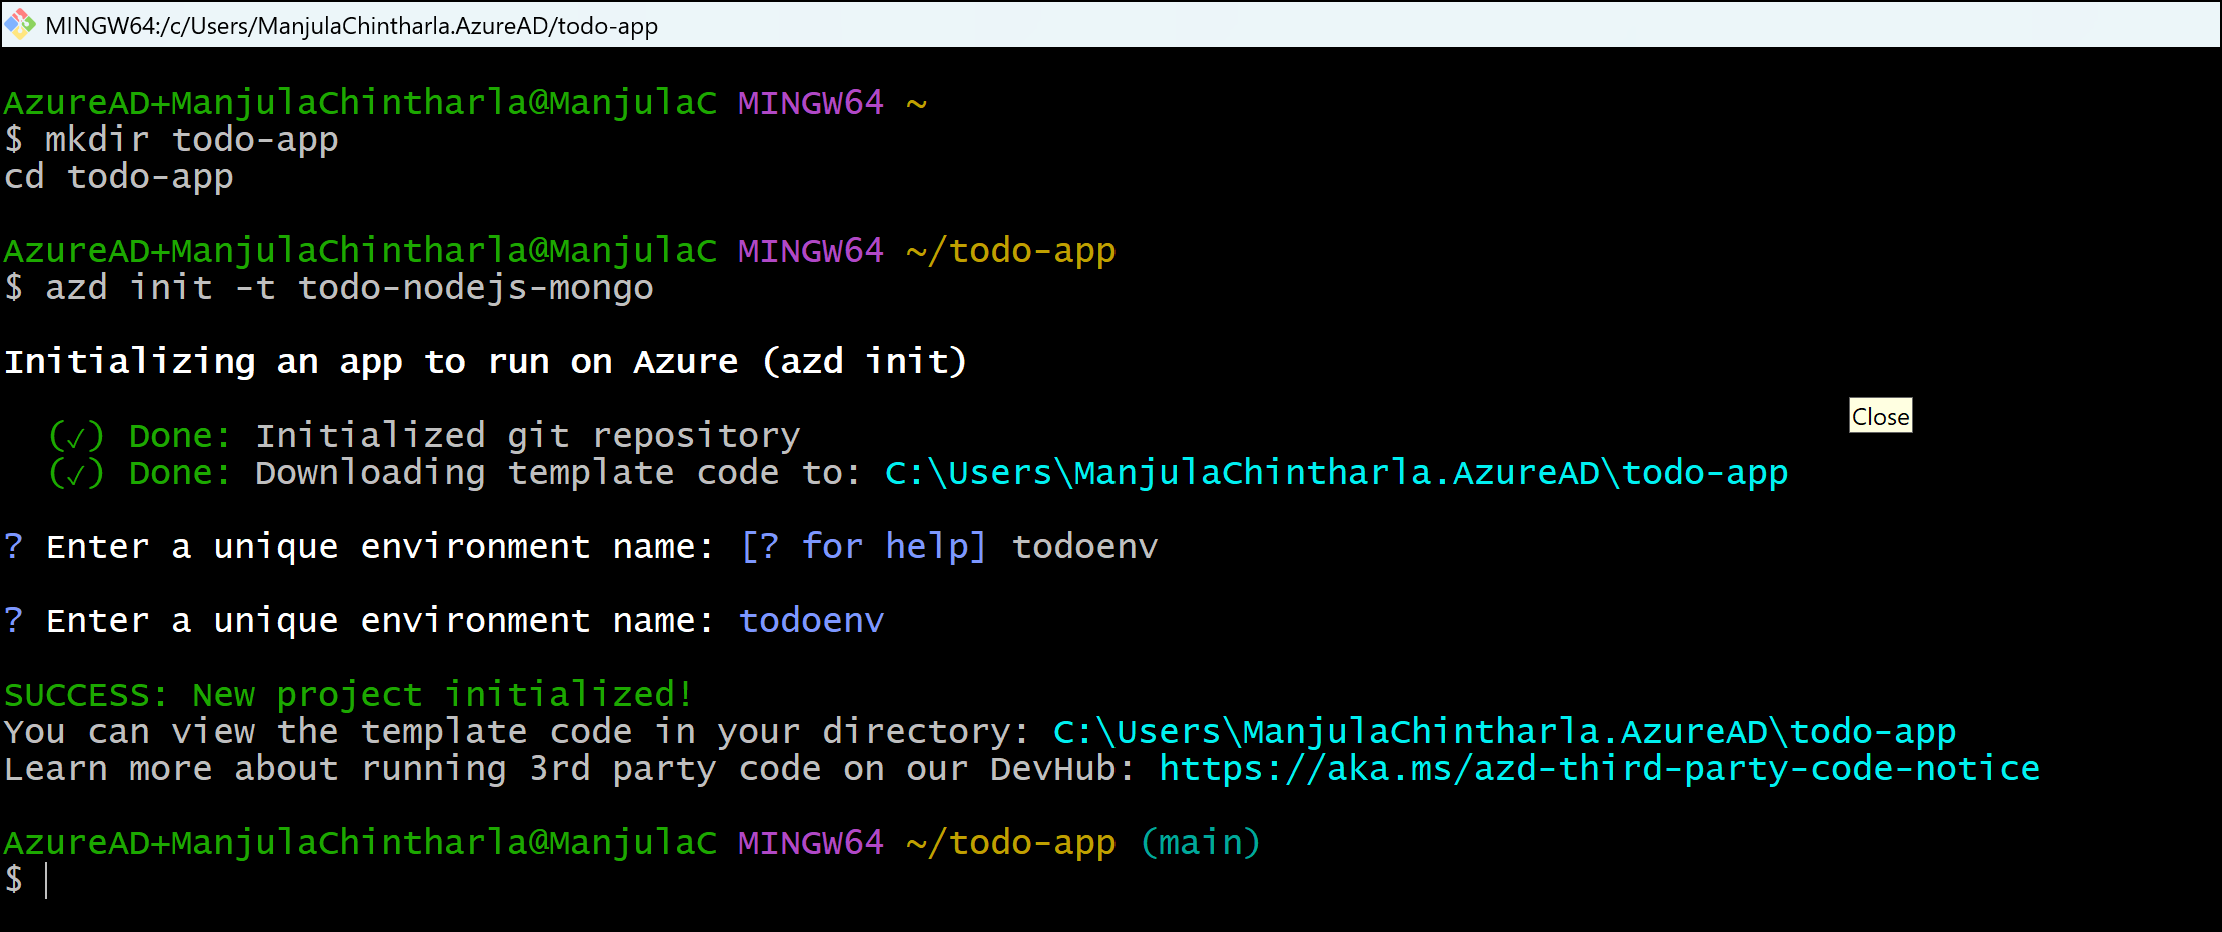 MINGW64:/c/Users/ManjulaChintharla.AzureAD/todo-app
AzureAD+ManjulaChintharla@ManjulaC MINGW64 ~
$ mkdir todo-app
cd todo-app
AzureAD+ManjulaChintharla@ManjulaC MINGW64 ~/todo-app
$ azd init -t todo-nodejs-mongo
Initializing an app to run on Azure (azd init)
Close
(✓) Done: Initialized git repository
(✓) Done: Downloading template code to: C:\Users\ManjulaChintharla.AzureAD\todo-app
? Enter a unique environment name: [? for help] todoenv
? Enter a unique environment name: todoenv
SUCCESS: New project initialized!
You can view the template code in your directory: C:\Users\ManjulaChintharla.AzureAD\todo-app
Learn more about running 3rd party code on our DevHub: https://aka.ms/azd-third-party-code-notice
AzureAD+ManjulaChintharla@ManjulaC MINGW64 ~/todo-app (main)
$